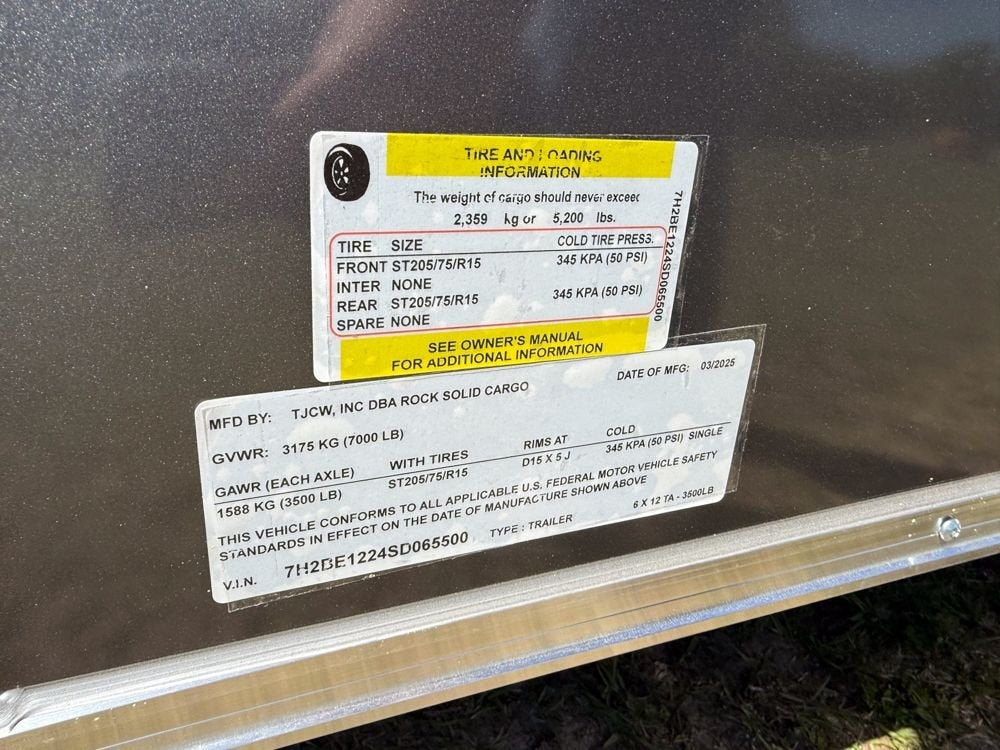 TIRE AND LOADING
INFORMATION
The weight of cargo should never exceed
2,359 kg or 5,200 lbs.
TIRE SIZE COLD TIRE PRESS.
FRONT ST205/75/R15 345 KPA (50 PSI)
INTER NONE
REAR ST205/75/R15 345 KPA (50 PSI)
SPARE NONE
SEE OWNER'S MANUAL
FOR ADDITIONAL INFORMATION
7H2BE1224SD065500
MFD BY: TJCW, INC DBA ROCK SOLID CARGO DATE OF MFG: 03/2025
GVWR: 3175 KG (7000 LB)
GAWR (EACH AXLE) WITH TIRES RIMS AT COLD
1588 KG (3500 LB) ST205/75/R15 D15 X 5 J 345 KPA (50 PSI) SINGLE
THIS VEHICLE CONFORMS TO ALL APPLICABLE U.S. FEDERAL MOTOR VEHICLE SAFETY
STANDARDS IN EFFECT ON THE DATE OF MANUFACTURE SHOWN ABOVE
V.I.N. 7H2BE1224SD065500 TYPE : TRAILER 6 X 12 TA - 3500LB